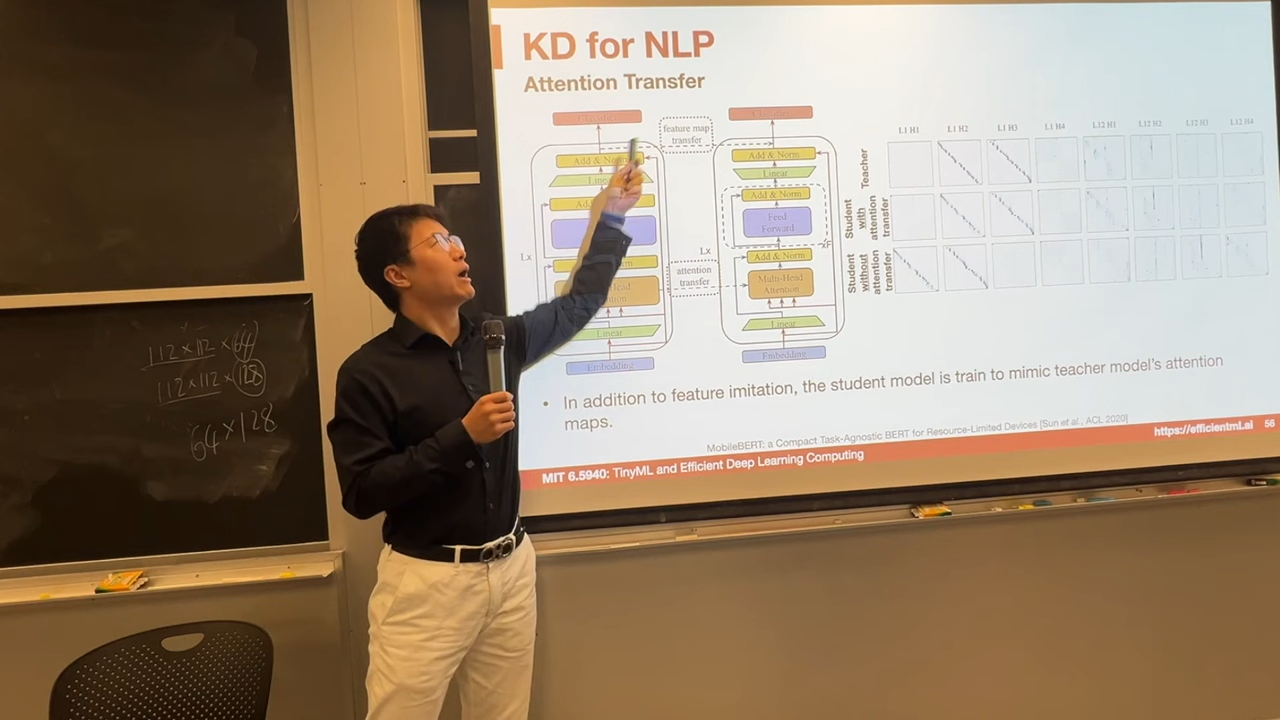 KD for NLP
Attention Transfer
feature map
transfer
Add & Norm
Linear
Add & Norm
Linear
Add & Norm
Feed
Forward
Lx
Lx
attention
transfer
Add & Norm
Multi-Head
Attention
Linear
Linear
Embedding
Embedding
L1 H1 L1 H2 L1 H3 L1 H4 L12 H1 L12 H2 L12 H3 L12 H4
Teacher
Student
with
attention
transfer
Student
without
attention
transfer
• In addition to feature imitation, the student model is train to mimic teacher model's attention
maps.
MobileBERT: a Compact Task-Agnostic BERT for Resource-Limited Devices [Sun et al., ACL 2020]
MIT 6.5940: TinyML and Efficient Deep Learning Computing
https://efficientml.ai 56
112 × 112 × 64
112 × 112 × 128
64 × 128